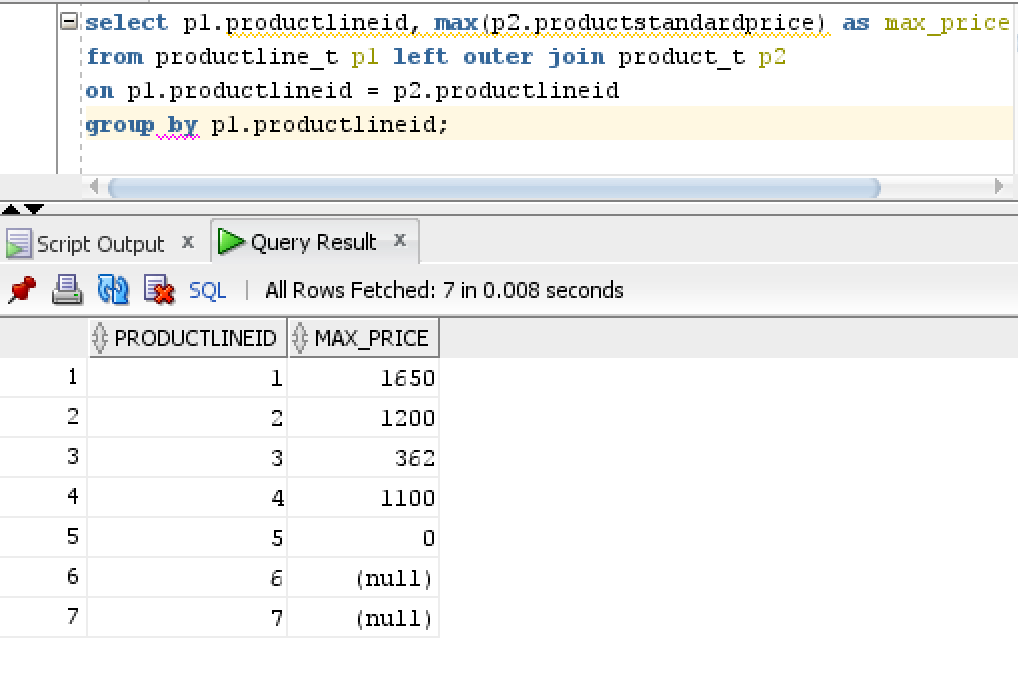 select p1.productlineid, max(p2.productstandardprice) as max_price
from productline_t p1 left outer join product_t p2
on p1.productlineid = p2.productlineid
group by p1.productlineid;
Script Output x Query Result x
SQL | All Rows Fetched: 7 in 0.008 seconds
PRODUCTLINEID MAX_PRICE
1 1 1650
2 2 1200
3 3 362
4 4 1100
5 5 0
6 6 (null)
7 7 (null)